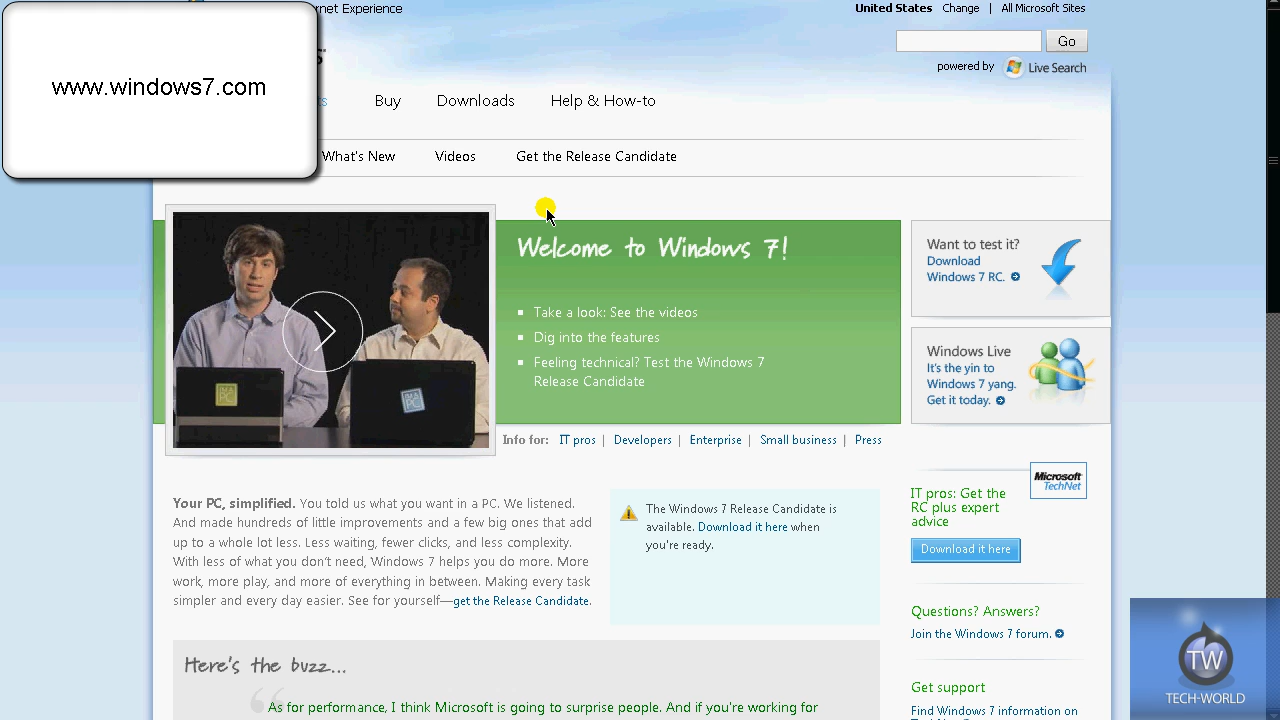 www.windows7.com
rnet Experience
United States Change | All Microsoft Sites
Go
powered by Live Search
ts Buy Downloads Help & How-to
What's New Videos Get the Release Candidate
Welcome to Windows 7!
Take a look: See the videos
Dig into the features
Feeling technical? Test the Windows 7
Release Candidate
I'M A
PC
I'M A
PC
Want to test it?
Download
Windows 7 RC.
Windows Live
It's the yin to
Windows 7 yang.
Get it today.
Info for: IT pros | Developers | Enterprise | Small business | Press
Your PC, simplified. You told us what you want in a PC. We listened.
And made hundreds of little improvements and a few big ones that add
up to a whole lot less. Less waiting, fewer clicks, and less complexity.
With less of what you don't need, Windows 7 helps you do more. More
work, more play, and more of everything in between. Making every task
simpler and every day easier. See for yourself—get the Release Candidate.
The Windows 7 Release Candidate is
available. Download it here when
you're ready.
Microsoft
TechNet
IT pros: Get the
RC plus expert
advice
Download it here
Questions? Answers?
Join the Windows 7 forum.
Get support
Find Windows 7 information on
Here's the buzz...
As for performance, I think Microsoft is going to surprise people. And if you're working for
TW
TECH-WORLD